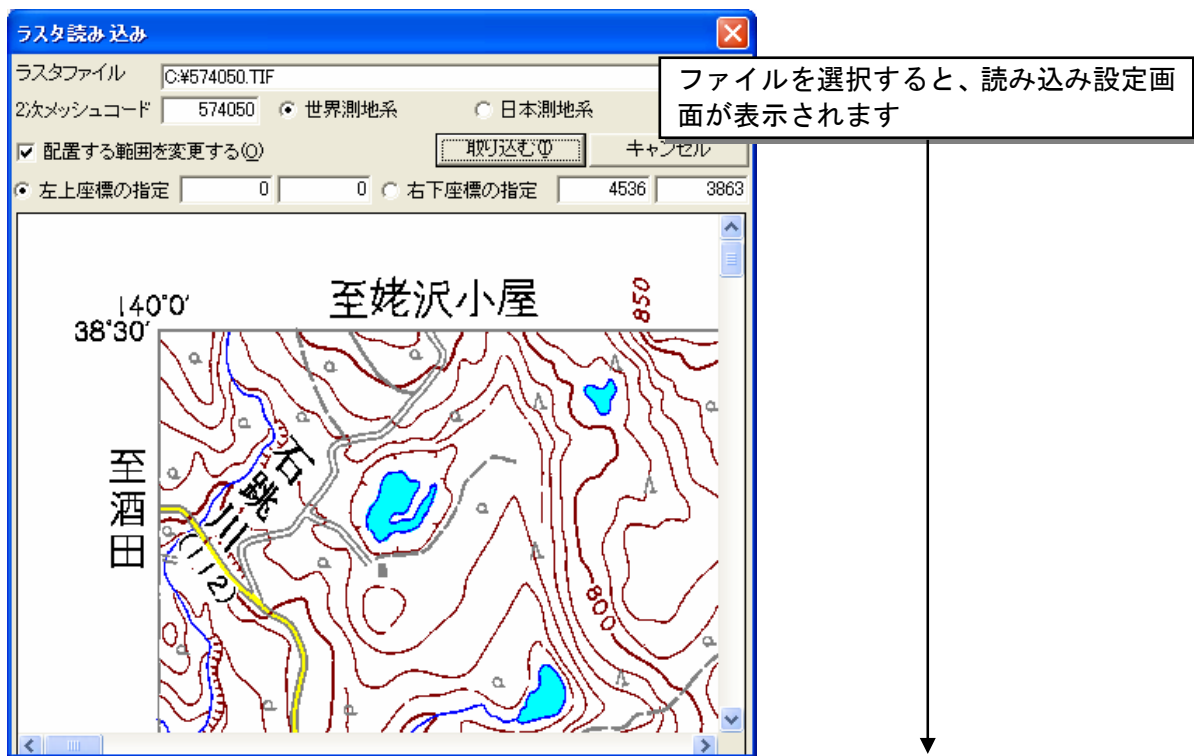 ラスタ読み込み
ラスタファイル C:¥574050.TIF
ファイルを選択すると、読み込み設定画
面が表示されます
2次メッシュコード 574050 世界測地系 日本測地系
配置する範囲を変更する(O) 取り込む(I) キャンセル
左上座標の指定 0 0 右下座標の指定 4536 3863
至姥沢小屋
850
140°0′
38°30′
至酒田
石跳川
(112)
800